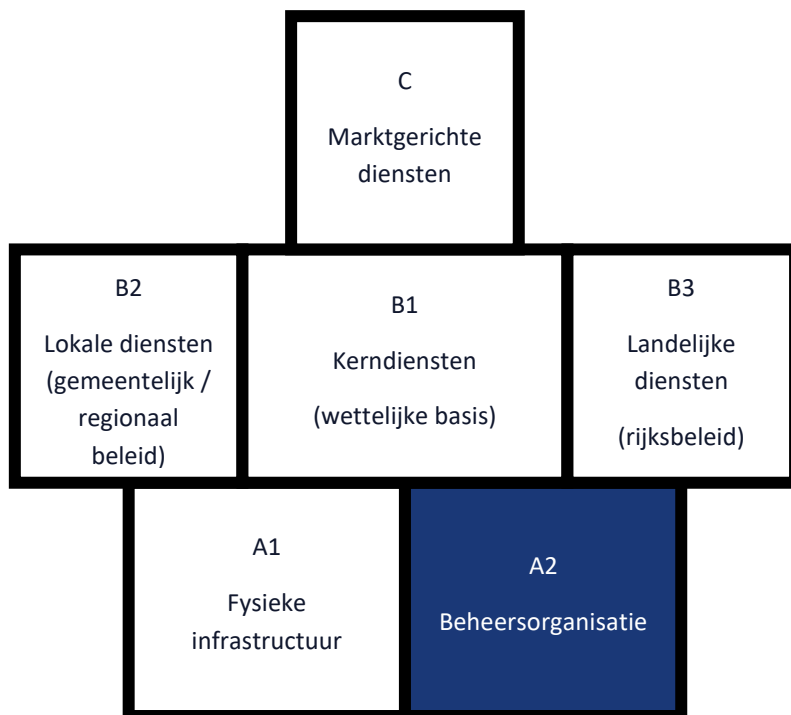 C
Marktgerichte
diensten
B2
Lokale diensten
(gemeentelijk /
regionaal
beleid)
B1
Kerndiensten
(wettelijke basis)
B3
Landelijke
diensten
(rijksbeleid)
A1
Fysieke
infrastructuur
A2
Beheersorganisatie